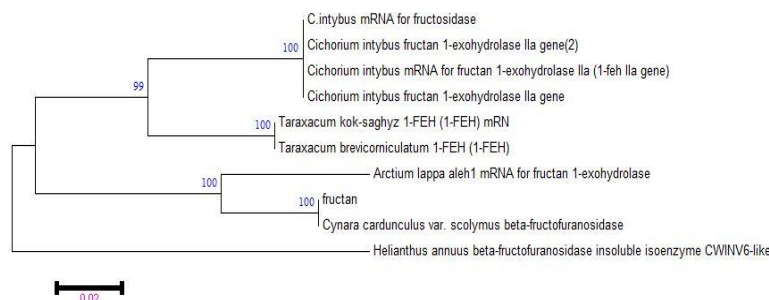 C.intybus mRNA for fructosidase
100
Cichorium intybus fructan 1-exohydrolase IIa gene(2)
Cichorium intybus mRNA for fructan 1-exohydrolase IIa (1-feh IIa gene)
99
Cichorium intybus fructan 1-exohydrolase IIa gene
100
Taraxacum kok-saghyz 1-FEH (1-FEH) mRN
Taraxacum brevicorniculatum 1-FEH (1-FEH)
Arctium lappa aleh1 mRNA for fructan 1-exohydrolase
100
100
fructan
Cynara cardunculus var. scolymus beta-fructofuranosidase
Helianthus annuus beta-fructofuranosidase insoluble isoenzyme CWINV6-like
0.02